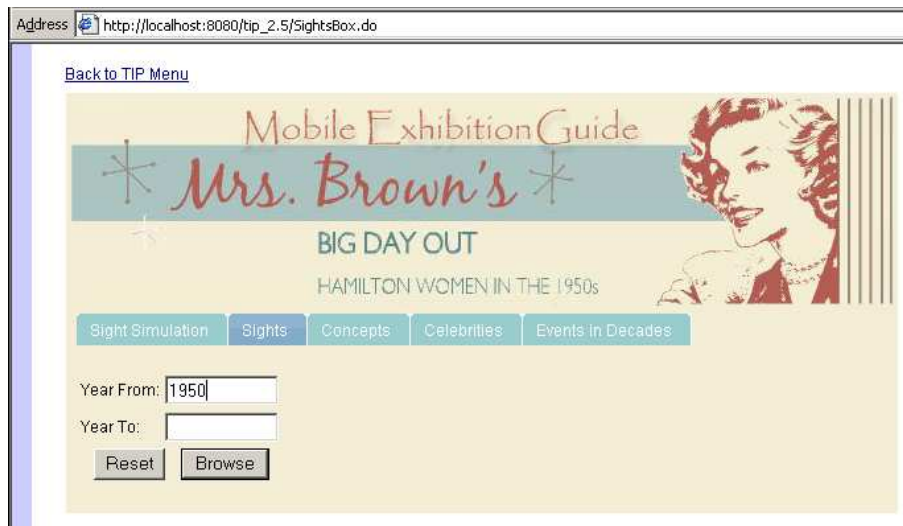 Address http://localhost:8080/tip_2.5/SightsBox.do
Back to TIP Menu
Mobile Exhibition Guide
Mrs. Brown's
BIG DAY OUT
HAMILTON WOMEN IN THE 1950s
Sight Simulation Sights Concepts Celebrities Events in Decades
Year From: 1950
Year To:
Reset Browse